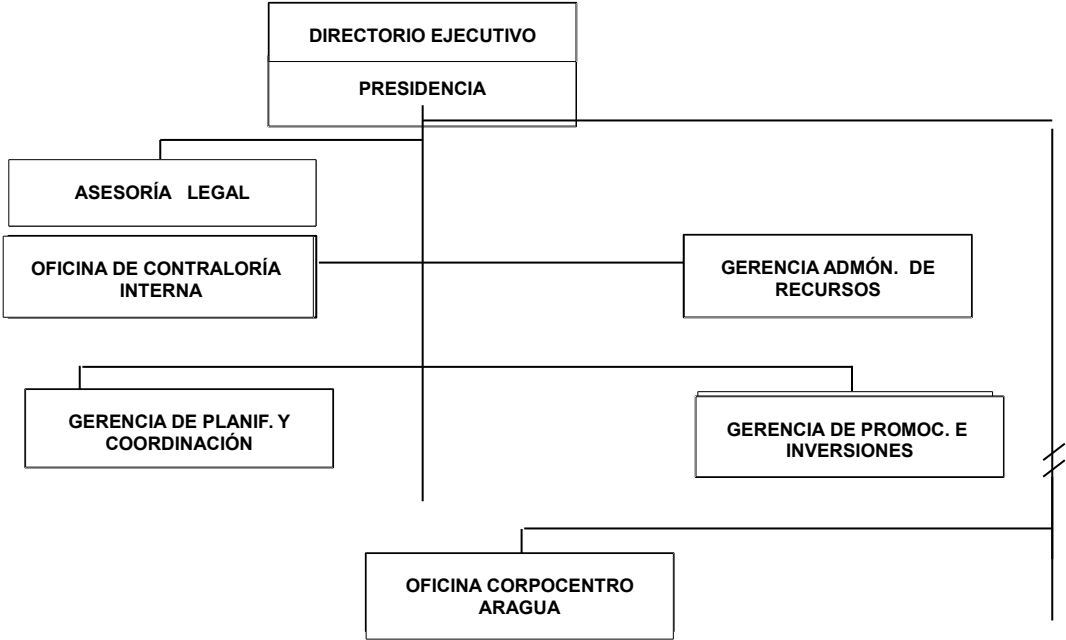 DIRECTORIO EJECUTIVO
PRESIDENCIA
ASESORÍA LEGAL
OFICINA DE CONTRALORÍA
INTERNA
GERENCIA ADMÓN. DE
RECURSOS
GERENCIA DE PLANIF. Y
COORDINACIÓN
GERENCIA DE PROMOC. E
INVERSIONES
OFICINA CORPOCENTRO
ARAGUA